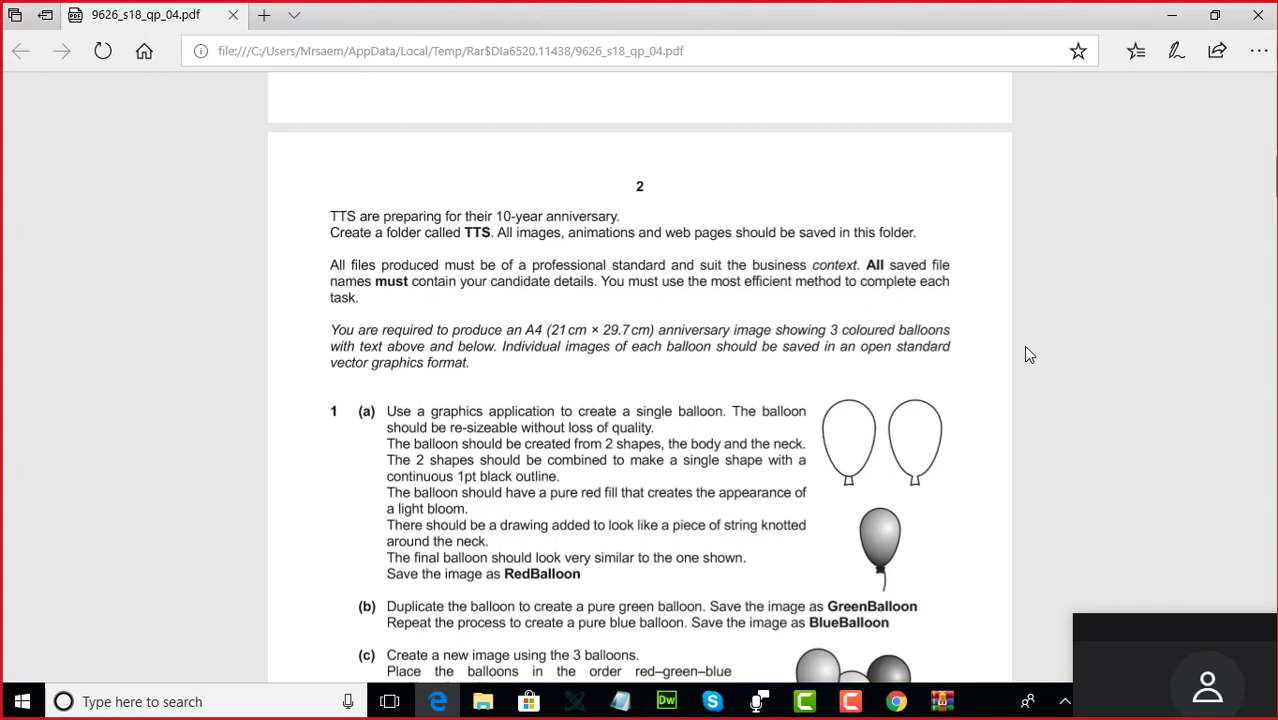 9626_s18_qp_04.pdf
file:///C:/Users/Mrsaem/AppData/Local/Temp/Rar$DIa6520.11438/9626_s18_qp_04.pdf
2
TTS are preparing for their 10-year anniversary.
Create a folder called TTS. All images, animations and web pages should be saved in this folder.
All files produced must be of a professional standard and suit the business context. All saved file
names must contain your candidate details. You must use the most efficient method to complete each
task.
You are required to produce an A4 (21 cm × 29.7 cm) anniversary image showing 3 coloured balloons
with text above and below. Individual images of each balloon should be saved in an open standard
vector graphics format.
1 (a) Use a graphics application to create a single balloon. The balloon
should be re-sizeable without loss of quality.
The balloon should be created from 2 shapes, the body and the neck.
The 2 shapes should be combined to make a single shape with a
continuous 1pt black outline.
The balloon should have a pure red fill that creates the appearance of
a light bloom.
There should be a drawing added to look like a piece of string knotted
around the neck.
The final balloon should look very similar to the one shown.
Save the image as RedBalloon
(b) Duplicate the balloon to create a pure green balloon. Save the image as GreenBalloon
Repeat the process to create a pure blue balloon. Save the image as BlueBalloon
(c) Create a new image using the 3 balloons.
Place the balloons in the order red–green–blue
Type here to search
Dw